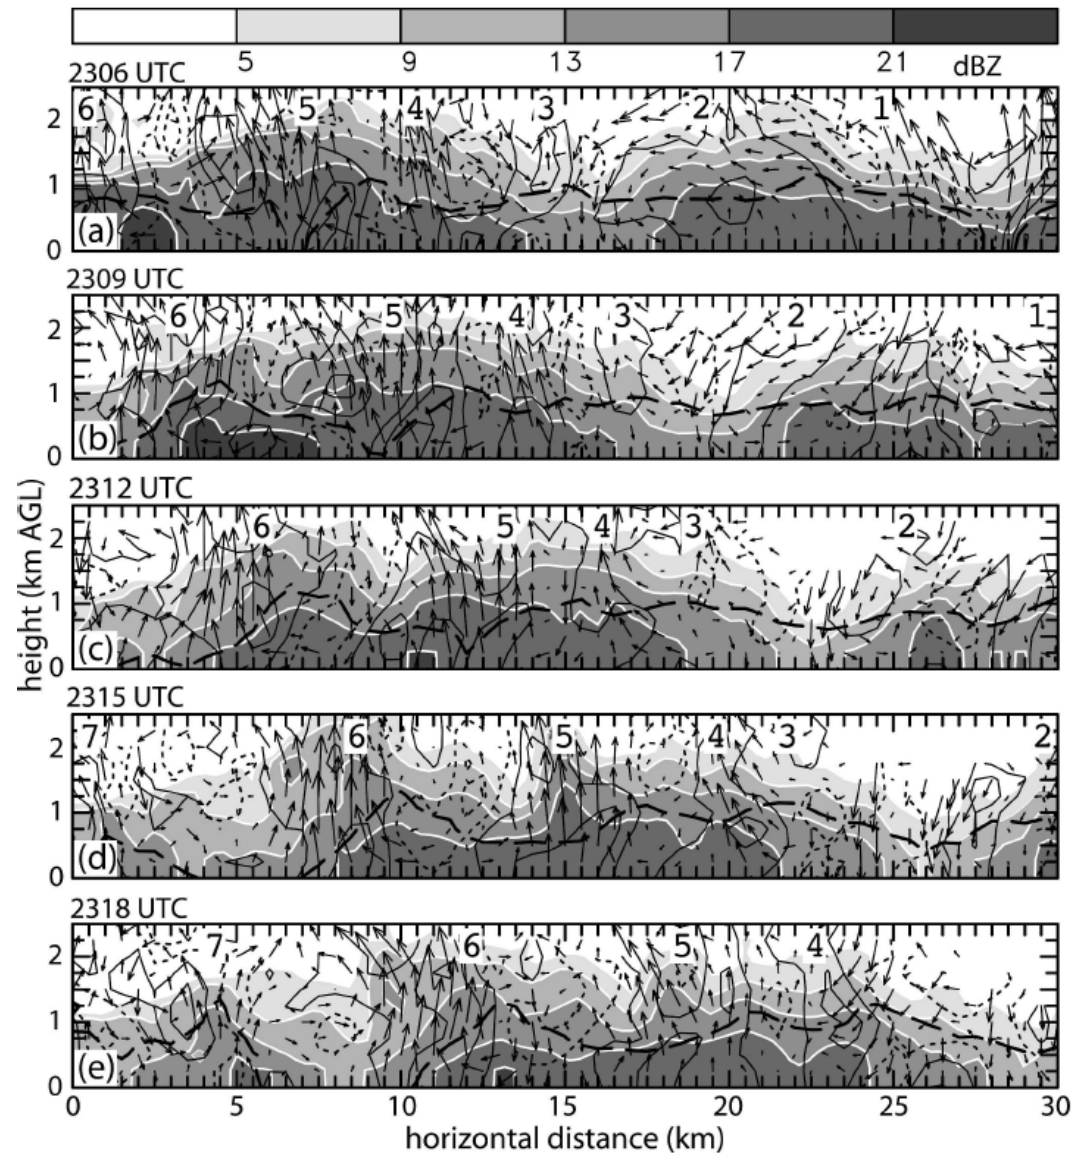 5 9 13 17 21 dBZ
2306 UTC
6 5 4 3 2 1
2
1
0
(a)
2309 UTC
6 5 4 3 2 1
2
1
0
(b)
2312 UTC
6 5 4 3 2
2
1
0
(c)
2315 UTC
7 6 5 4 3 2
2
1
0
(d)
2318 UTC
7 6 5 4
2
1
0
(e)
height (km AGL)
0 5 10 15 20 25 30
horizontal distance (km)